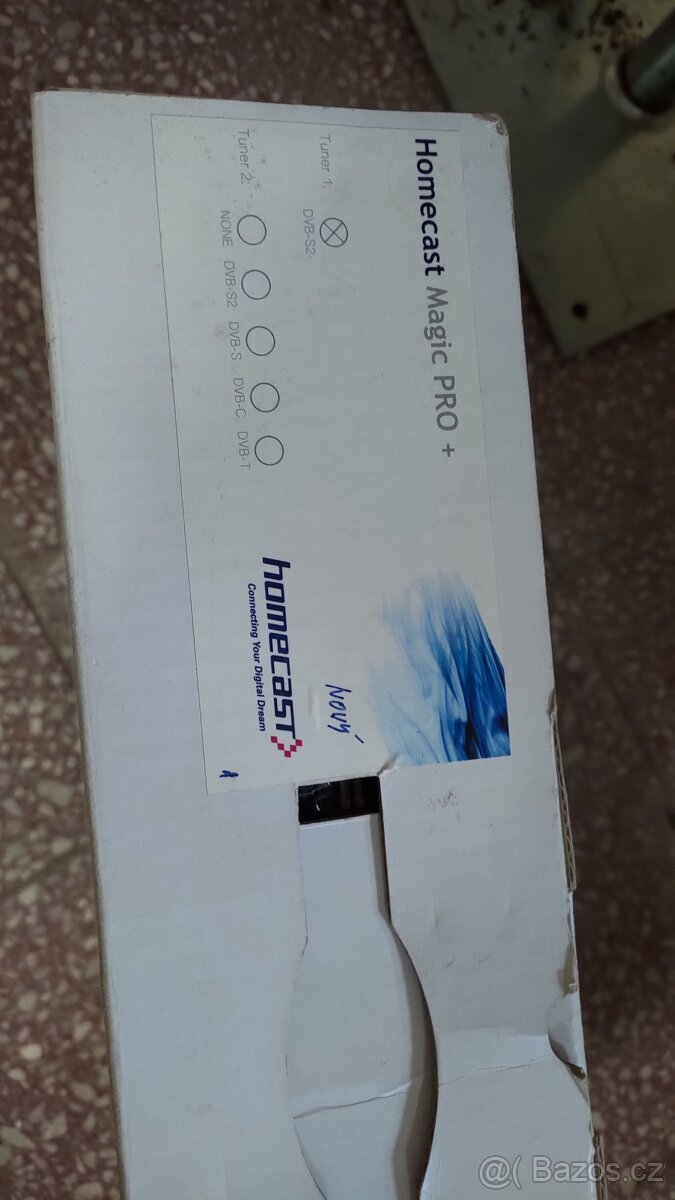 Homecast Magic PRO +
Tuner 1:
DVB-S2
Tuner 2:
NONE DVB-S2 DVB-S DVB-C DVB-T
Nový
homecast
Connecting Your Digital Dream
A
@( Bazos.cz